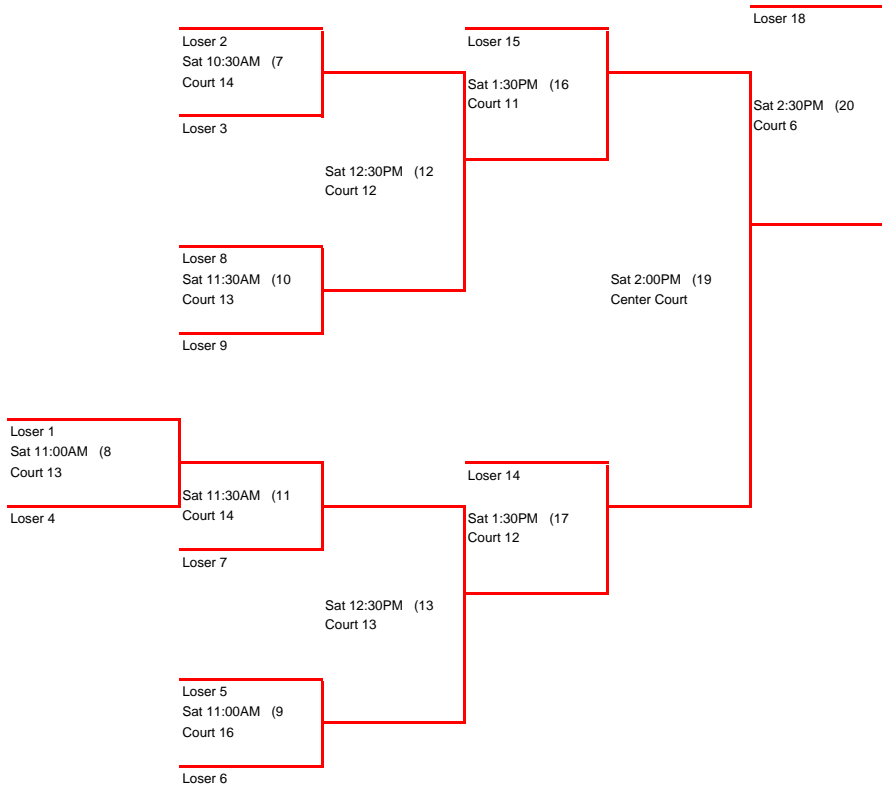 Loser 18
Loser 2
Sat 10:30AM (7
Court 14
Loser 3
Loser 15
Sat 1:30PM (16
Court 11
Sat 2:30PM (20
Court 6
Sat 12:30PM (12
Court 12
Loser 8
Sat 11:30AM (10
Court 13
Loser 9
Sat 2:00PM (19
Center Court
Loser 1
Sat 11:00AM (8
Court 13
Loser 4
Sat 11:30AM (11
Court 14
Loser 7
Loser 14
Sat 1:30PM (17
Court 12
Sat 12:30PM (13
Court 13
Loser 5
Sat 11:00AM (9
Court 16
Loser 6